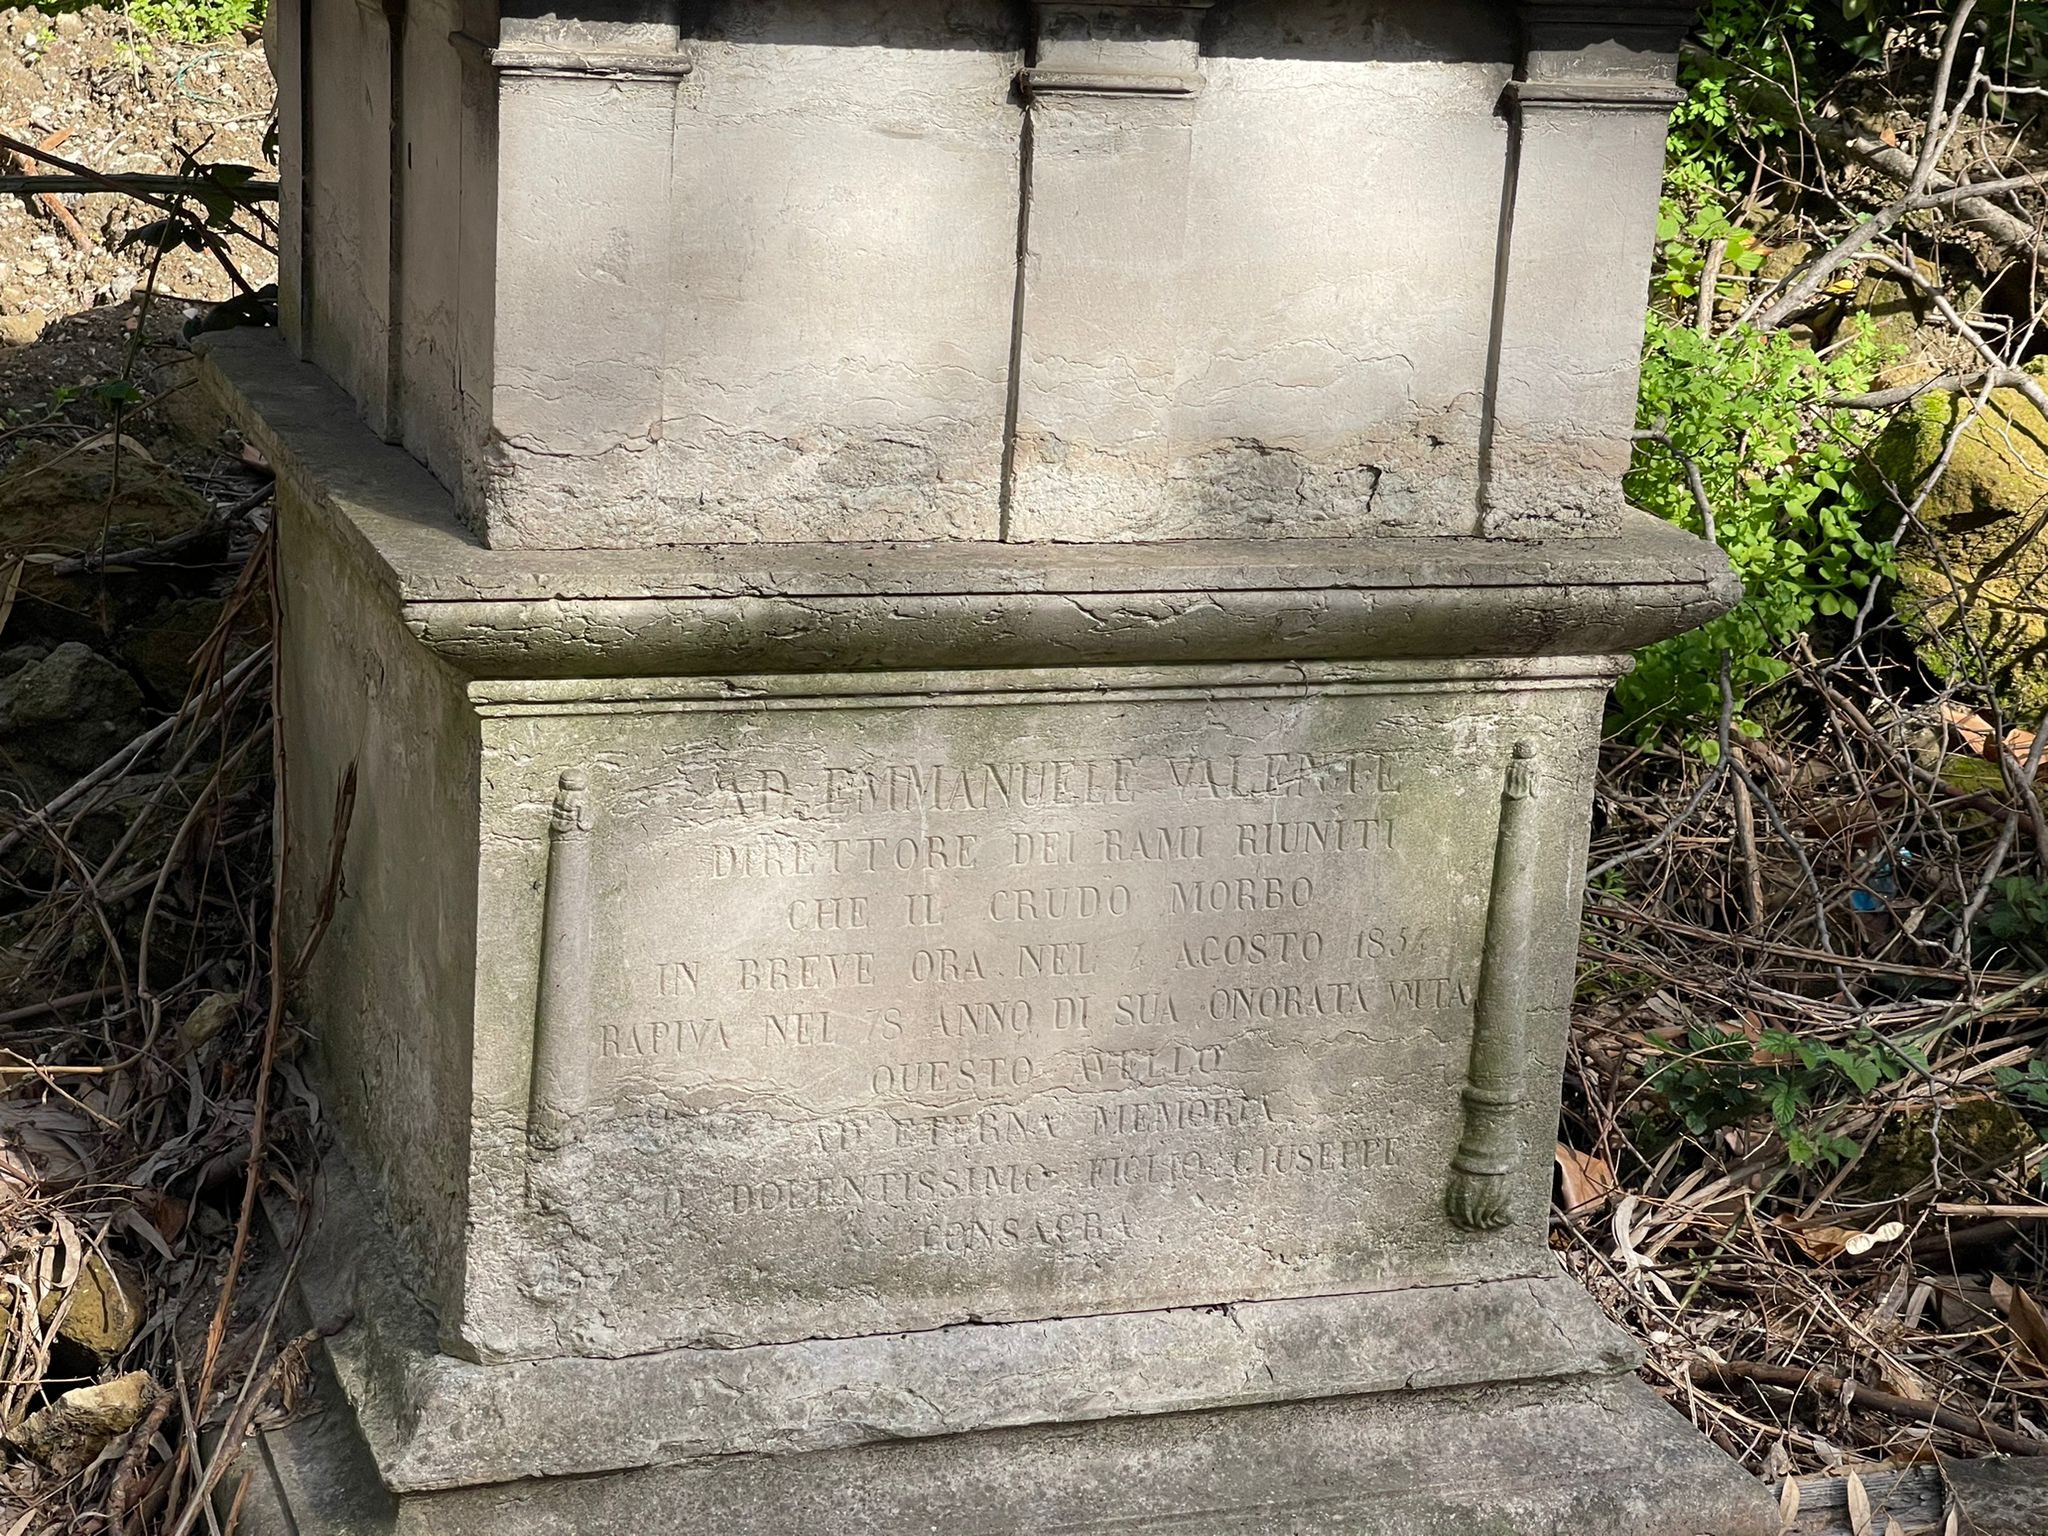 AD EMMANUELE VALENTE
DIRETTORE DEI RAMI RIUNITI
CHE IL CRUDO MORBO
IN BREVE ORA NEL AGOSTO
RAPIVA NEL 78 ANNO DI SUA ONORATA VITA
QUESTO AVELLO
AD ETERNA MEMORIA
IL DOLENTISSIMO FIGLIO GIUSEPPE
CONSACRA